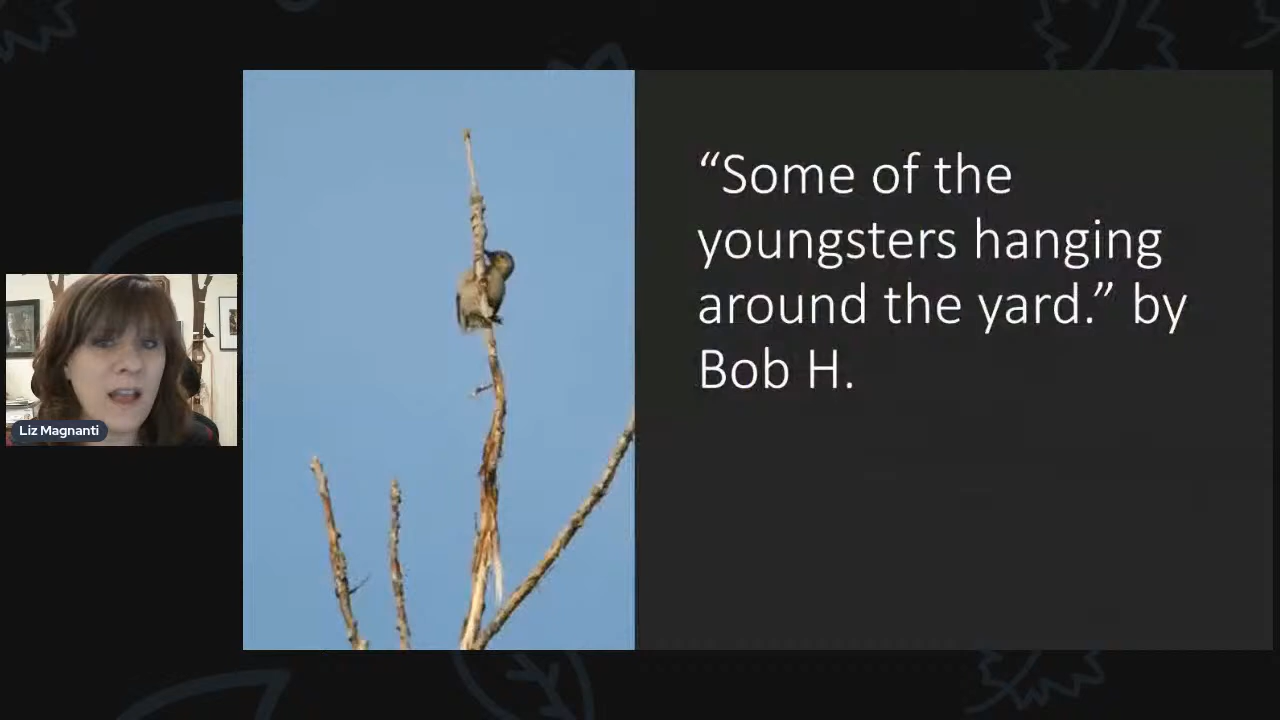 “Some of the
youngsters hanging
around the yard.” by
Bob H.
Liz Magnanti